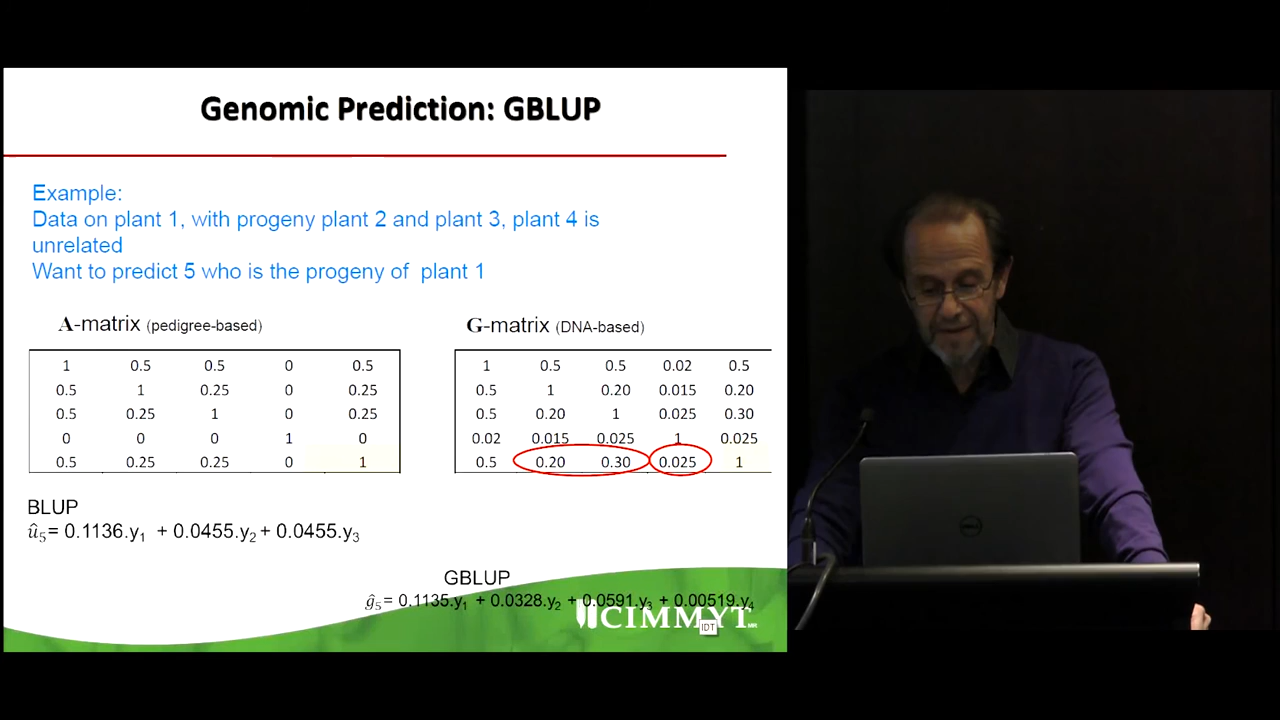 Genomic Prediction: GBLUP
Example:
Data on plant 1, with progeny plant 2 and plant 3, plant 4 is
unrelated
Want to predict 5 who is the progeny of plant 1
A-matrix (pedigree-based)
1 0.5 0.5 0 0.5
0.5 1 0.25 0 0.25
0.5 0.25 1 0 0.25
0 0 0 1 0
0.5 0.25 0.25 0 1
G-matrix (DNA-based)
1 0.5 0.5 0.02 0.5
0.5 1 0.20 0.015 0.20
0.5 0.20 1 0.025 0.30
0.02 0.015 0.025 1 0.025
0.5 0.20 0.30 0.025 1
BLUP
û₅= 0.1136.y₁ + 0.0455.y₂ + 0.0455.y₃
GBLUP
ĝ₅= 0.1135.y₁ + 0.0328.y₂ + 0.0591.y₃ + 0.00519.y₄
CIMMYT MR
IDT
DELL